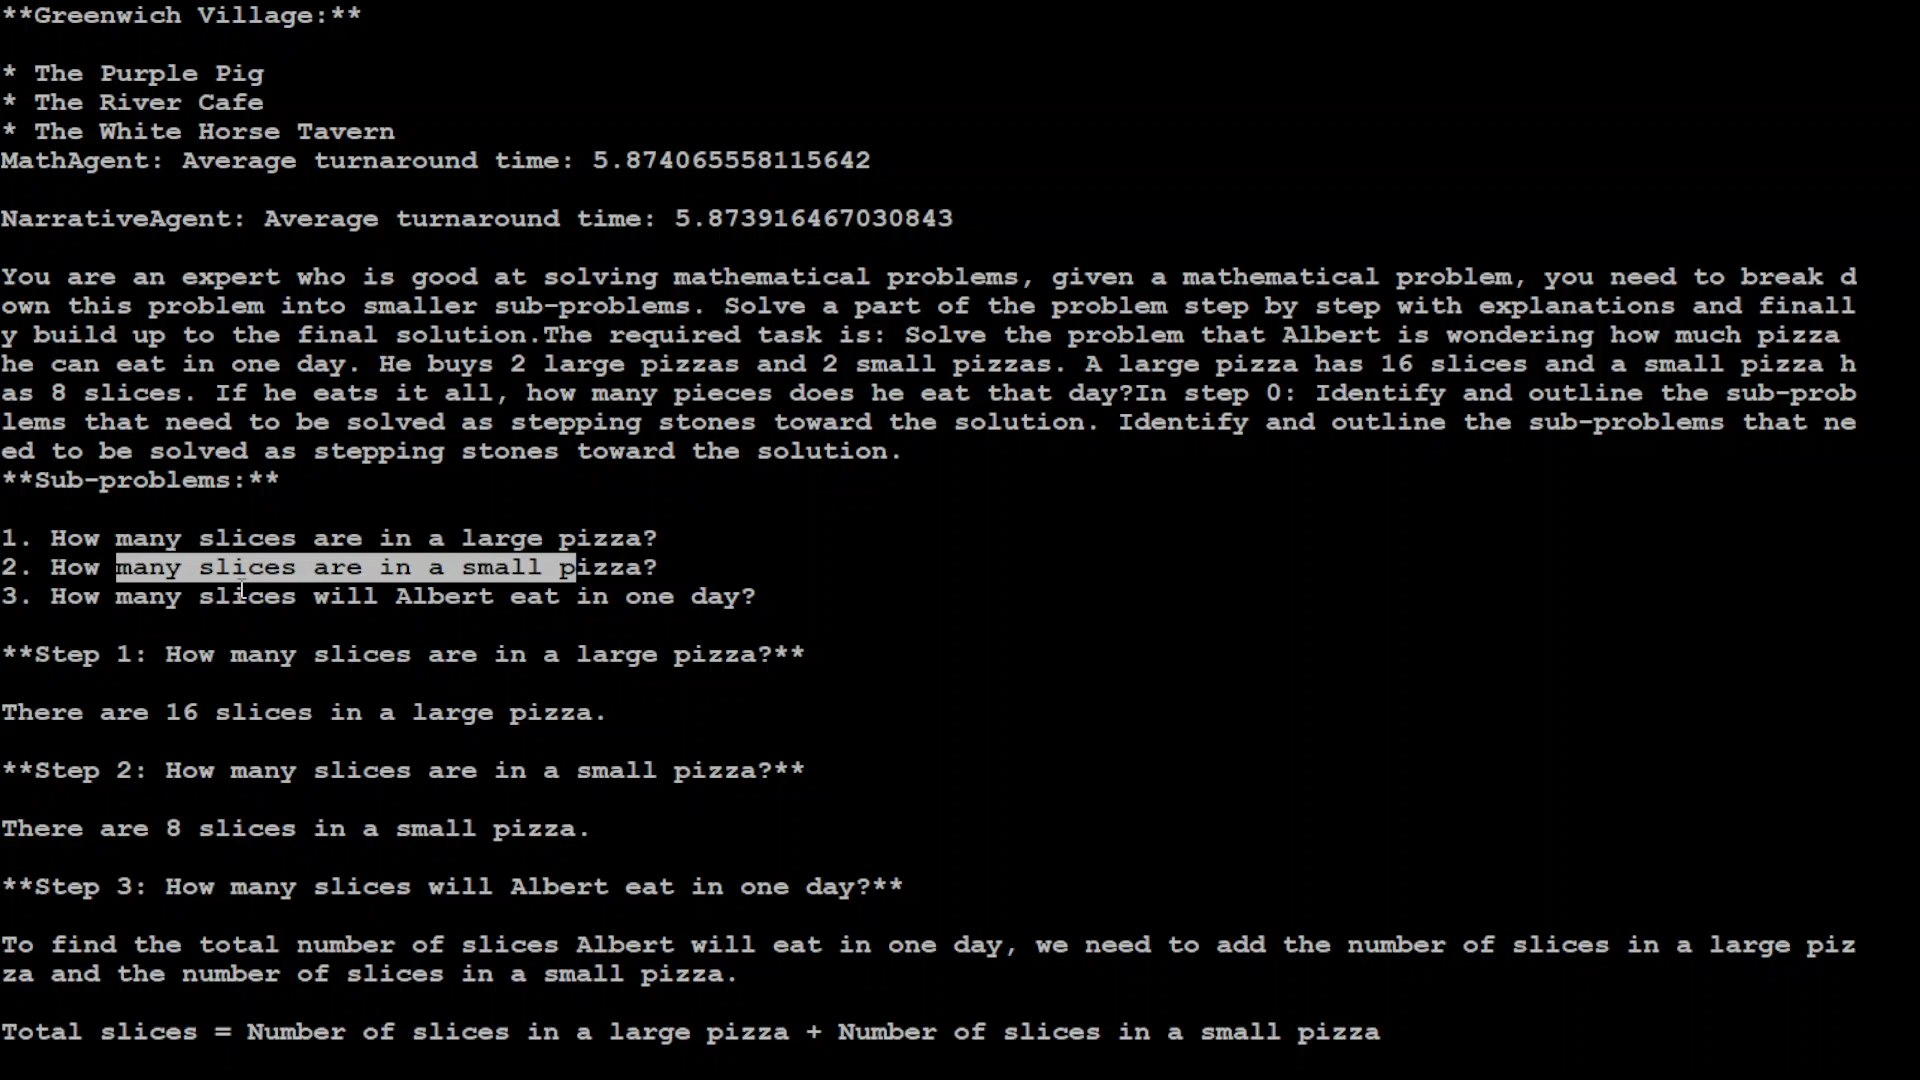 **Greenwich Village:**
* The Purple Pig
* The River Cafe
* The White Horse Tavern
MathAgent: Average turnaround time: 5.874065558115642
NarrativeAgent: Average turnaround time: 5.873916467030843
You are an expert who is good at solving mathematical problems, given a mathematical problem, you need to break d
own this problem into smaller sub-problems. Solve a part of the problem step by step with explanations and finall
y build up to the final solution.The required task is: Solve the problem that Albert is wondering how much pizza
he can eat in one day. He buys 2 large pizzas and 2 small pizzas. A large pizza has 16 slices and a small pizza h
as 8 slices. If he eats it all, how many pieces does he eat that day?In step 0: Identify and outline the sub-prob
lems that need to be solved as stepping stones toward the solution. Identify and outline the sub-problems that ne
ed to be solved as stepping stones toward the solution.
**Sub-problems:**
1. How many slices are in a large pizza?
2. How many slices are in a small pizza?
3. How many slices will Albert eat in one day?
**Step 1: How many slices are in a large pizza?**
There are 16 slices in a large pizza.
**Step 2: How many slices are in a small pizza?**
There are 8 slices in a small pizza.
**Step 3: How many slices will Albert eat in one day?**
To find the total number of slices Albert will eat in one day, we need to add the number of slices in a large piz
za and the number of slices in a small pizza.
Total slices = Number of slices in a large pizza + Number of slices in a small pizza